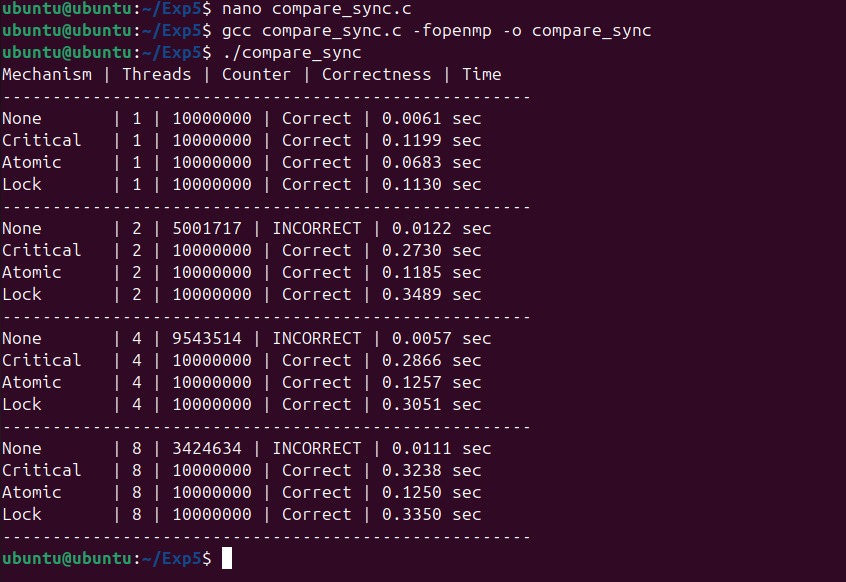 ubuntu@ubuntu:~/Exp5$ nano compare_sync.c
ubuntu@ubuntu:~/Exp5$ gcc compare_sync.c -fopenmp -o compare_sync
ubuntu@ubuntu:~/Exp5$ ./compare_sync
Mechanism | Threads | Counter | Correctness | Time
-----------------------------------------------------
None       | 1 | 10000000 | Correct | 0.0061 sec
Critical   | 1 | 10000000 | Correct | 0.1199 sec
Atomic     | 1 | 10000000 | Correct | 0.0683 sec
Lock       | 1 | 10000000 | Correct | 0.1130 sec
-----------------------------------------------------
None       | 2 | 5001717 | INCORRECT | 0.0122 sec
Critical   | 2 | 10000000 | Correct | 0.2730 sec
Atomic     | 2 | 10000000 | Correct | 0.1185 sec
Lock       | 2 | 10000000 | Correct | 0.3489 sec
-----------------------------------------------------
None       | 4 | 9543514 | INCORRECT | 0.0057 sec
Critical   | 4 | 10000000 | Correct | 0.2866 sec
Atomic     | 4 | 10000000 | Correct | 0.1257 sec
Lock       | 4 | 10000000 | Correct | 0.3051 sec
-----------------------------------------------------
None       | 8 | 3424634 | INCORRECT | 0.0111 sec
Critical   | 8 | 10000000 | Correct | 0.3238 sec
Atomic     | 8 | 10000000 | Correct | 0.1250 sec
Lock       | 8 | 10000000 | Correct | 0.3350 sec
-----------------------------------------------------
ubuntu@ubuntu:~/Exp5$